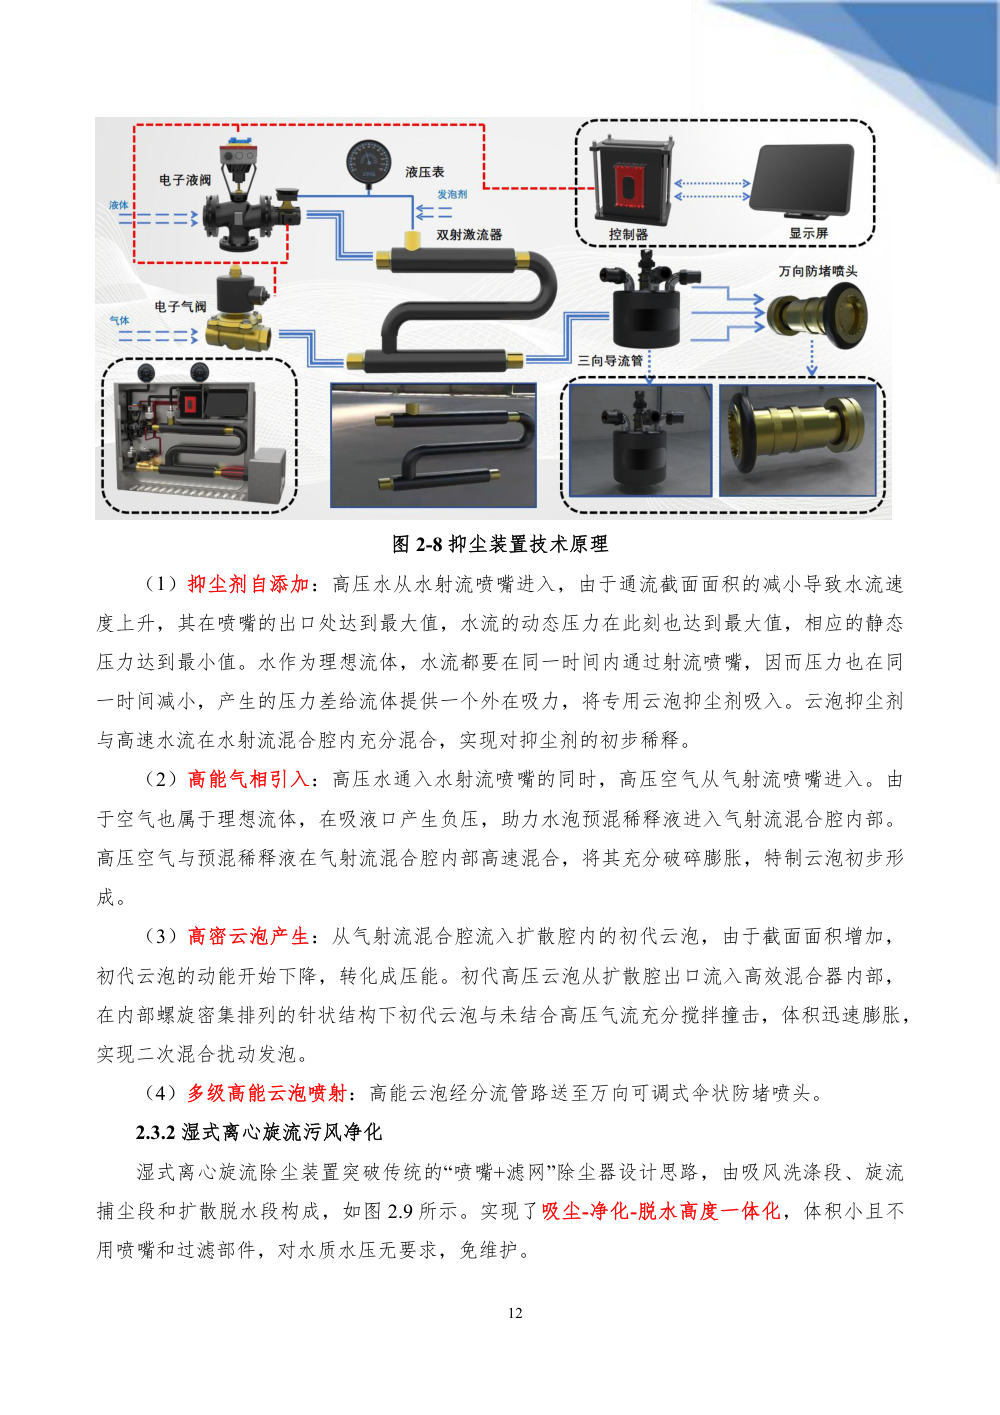 电子液阀
液压表
发泡剂
液体
双射激流器
控制器
显示屏
万向防堵喷头
电子气阀
气体
三向导流管
图 2-8 抑尘装置技术原理
（1）抑尘剂自添加：高压水从水射流喷嘴进入，由于通流截面面积的减小导致水流速
度上升，其在喷嘴的出口处达到最大值，水流的动态压力在此刻也达到最大值，相应的静态
压力达到最小值。水作为理想流体，水流都要在同一时间内通过射流喷嘴，因而压力也在同
一时间减小，产生的压力差给流体提供一个外在吸力，将专用云泡抑尘剂吸入。云泡抑尘剂
与高速水流在水射流混合腔内充分混合，实现对抑尘剂的初步稀释。
（2）高能气相引入：高压水通入水射流喷嘴的同时，高压空气从气射流喷嘴进入。由
于空气也属于理想流体，在吸液口产生负压，助力水泡预混稀释液进入气射流混合腔内部。
高压空气与预混稀释液在气射流混合腔内部高速混合，将其充分破碎膨胀，特制云泡初步形
成。
（3）高密云泡产生：从气射流混合腔流入扩散腔内的初代云泡，由于截面面积增加，
初代云泡的动能开始下降，转化成压能。初代高压云泡从扩散腔出口流入高效混合器内部，
在内部螺旋密集排列的针状结构下初代云泡与未结合高压气流充分搅拌撞击，体积迅速膨胀，
实现二次混合扰动发泡。
（4）多级高能云泡喷射：高能云泡经分流管路送至万向可调式伞状防堵喷头。
2.3.2 湿式离心旋流污风净化
湿式离心旋流除尘装置突破传统的“喷嘴+滤网”除尘器设计思路，由吸风洗涤段、旋流
捕尘段和扩散脱水段构成，如图 2.9 所示。实现了吸尘-净化-脱水高度一体化，体积小且不
用喷嘴和过滤部件，对水质水压无要求，免维护。
12